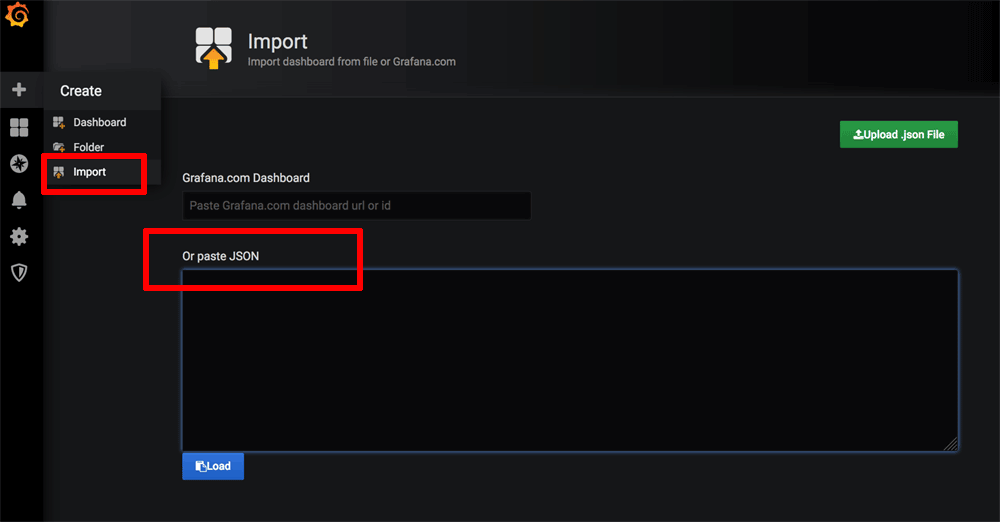 Import
Import dashboard from file or Grafana.com
Create
Dashboard
Folder
Import
Upload .json File
Grafana.com Dashboard
Paste Grafana.com dashboard url or id
Or paste JSON
Load